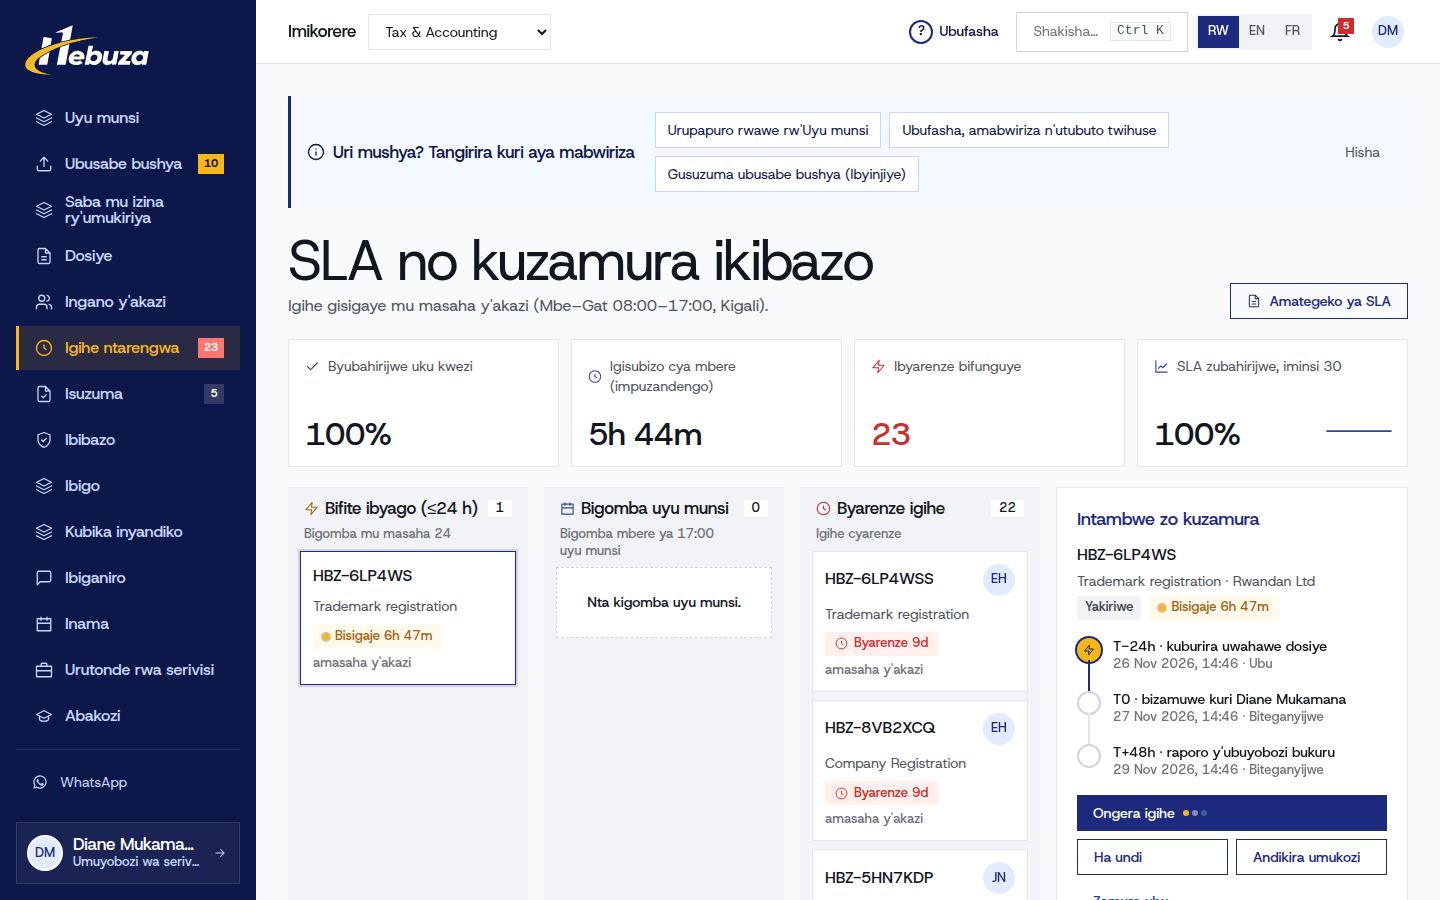 Hebuza
Uyu munsi
Ubusabe bushya 10
Saba mu izina
ry'umukiriya
Dosiye
Ingano y'akazi
Igihe ntarengwa 23
Isuzuma 5
Ibibazo
Ibigo
Kubika inyandiko
Ibiganiro
Inama
Urutonde rwa serivisi
Abakozi
WhatsApp
DM Diane Mukama...
Umuyobozi wa seriv...
Imikorere Tax & Accounting ? Ubufasha Shakisha... Ctrl K RW EN FR 5 DM
Uri mushya? Tangirira kuri aya mabwiriza
Urupapuro rwawe rw'Uyu munsi
Ubufasha, amabwiriza n'utubuto twihuse
Gusuzuma ubusabe bushya (Ibyinjiye)
Hisha
SLA no kuzamura ikibazo
Igihe gisigaye mu masaha y'akazi (Mbe–Gat 08:00–17:00, Kigali).
Amategeko ya SLA
Byubahirijwe uku kwezi
100%
Igisubizo cya mbere
(impuzandengo)
5h 44m
Ibyarenze bifunguye
23
SLA zubahirijwe, iminsi 30
100%
Bifite ibyago (≤24 h) 1
Bigomba mu masaha 24
HBZ-6LP4WS
Trademark registration
Bisigaje 6h 47m
amasaha y'akazi
Bigomba uyu munsi 0
Bigomba mbere ya 17:00
uyu munsi
Nta kigomba uyu munsi.
Byarenze igihe 22
Igihe cyarenze
HBZ-6LP4WSS EH
Trademark registration
Byarenze 9d
amasaha y'akazi
HBZ-8VB2XCQ EH
Company Registration
Byarenze 9d
amasaha y'akazi
HBZ-5HN7KDP JN
Intambwe zo kuzamura
HBZ-6LP4WS
Trademark registration · Rwandan Ltd
Yakiriwe Bisigaje 6h 47m
T−24h · kuburira uwahawe dosiye
26 Nov 2026, 14:46 · Ubu
T0 · bizamuwe kuri Diane Mukamana
27 Nov 2026, 14:46 · Biteganyijwe
T+48h · raporo y'ubuyobozi bukuru
29 Nov 2026, 14:46 · Biteganyijwe
Ongera igihe
Ha undi
Andikira umukozi